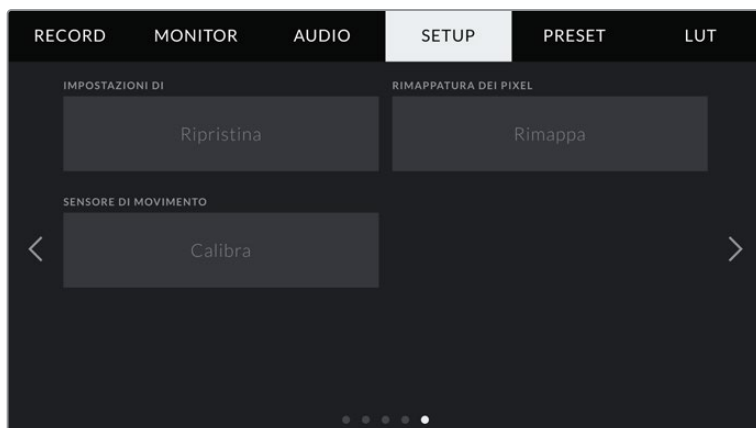 RECORD MONITOR AUDIO SETUP PRESET LUT
IMPOSTAZIONI DI RIMAPPATURA DEI PIXEL
Ripristina Rimappa
SENSORE DI MOVIMENTO
Calibra